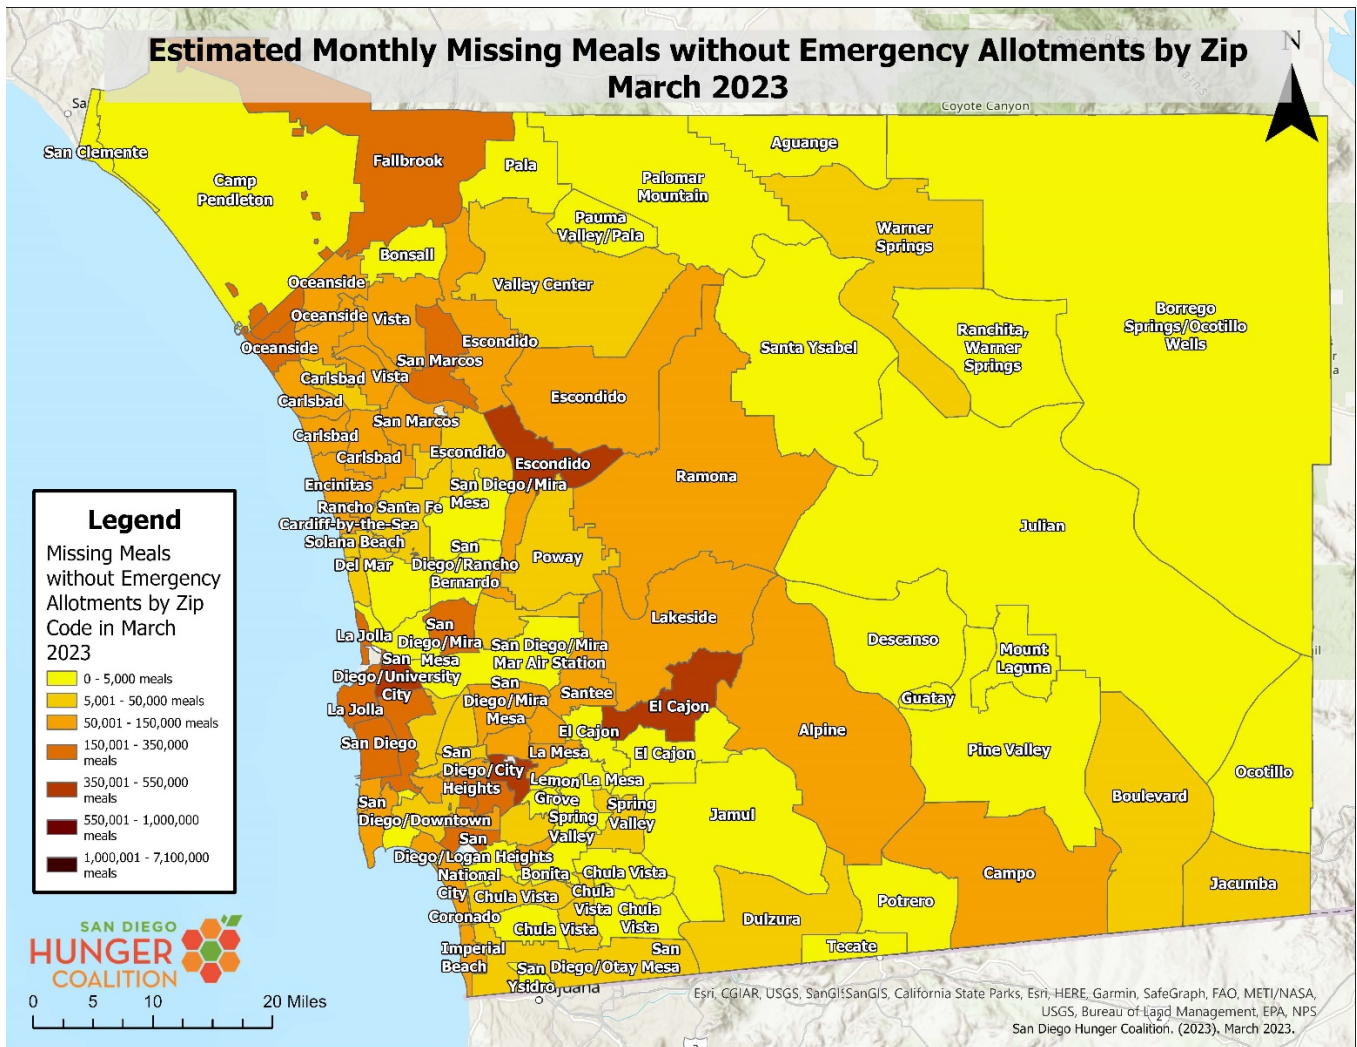 Estimated Monthly Missing Meals without Emergency Allotments by Zip
March 2023
N
Coyote Canyon
Sa
San Clemente
Camp
Pendleton
Fallbrook
Pala
Palomar
Mountain
Aguange
Pauma
Valley/Pala
Warner
Springs
Bonsall
Oceanside
Valley Center
Borrego
Springs/Ocotillo
Wells
Oceanside
Vista
Escondido
Ranchita,
Warner
Springs
Santa Ysabel
Oceanside
San Marcos
Carlsbad
Vista
Carlsbad
Escondido
San Marcos
Carlsbad
Carlsbad
Escondido
Escondido
Ramona
Encinitas
San Diego/Mira
Mesa
Rancho Santa Fe
Cardiff-by-the-Sea
Solana Beach
Julian
Del Mar
San
Diego/Rancho
Bernardo
Poway
La Jolla
San
Diego/Mira
Mesa
San Diego/Mira
Mar Air Station
Lakeside
Descanso
Mount
Laguna
San
Diego/University
City
San
Diego/Mira
Mesa
Santee
Guatay
La Jolla
El Cajon
El Cajon
El Cajon
Alpine
Pine Valley
San Diego
San
Diego/City
Heights
La Mesa
Lemon
Grove
La Mesa
Ocotillo
Boulevard
San
Diego/Downtown
Spring
Valley
Spring
Valley
Jamul
San
Diego/Logan Heights
National
City
Bonita
Chula Vista
Campo
Jacumba
Chula Vista
Chula
Vista
Chula
Vista
Coronado
Chula Vista
Dulzura
Potrero
Tecate
Imperial
Beach
San
Diego/Otay Mesa
San
Ysidro
Legend
Missing Meals
without Emergency
Allotments by Zip
Code in March
2023
0 - 5,000 meals
5,001 - 50,000 meals
50,001 - 150,000 meals
150,001 - 350,000
meals
350,001 - 550,000
meals
550,001 - 1,000,000
meals
1,000,001 - 7,100,000
meals
SAN DIEGO
HUNGER
COALITION
0 5 10 20 Miles
Esri, CGIAR, USGS, SanGIS, California State Parks, Esri, HERE, Garmin, SafeGraph, FAO, METI/NASA,
USGS, Bureau of Land Management, EPA, NPS
San Diego Hunger Coalition. (2023). March 2023.